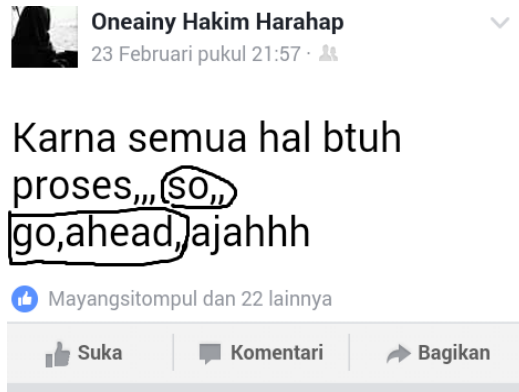 Oneainy Hakim Harahap
23 Februari pukul 21:57 ·
Karna semua hal btuh
proses,,, so,,
go,ahead,,ajahhh
Mayangsitompul dan 22 lainnya
Suka Komentari Bagikan